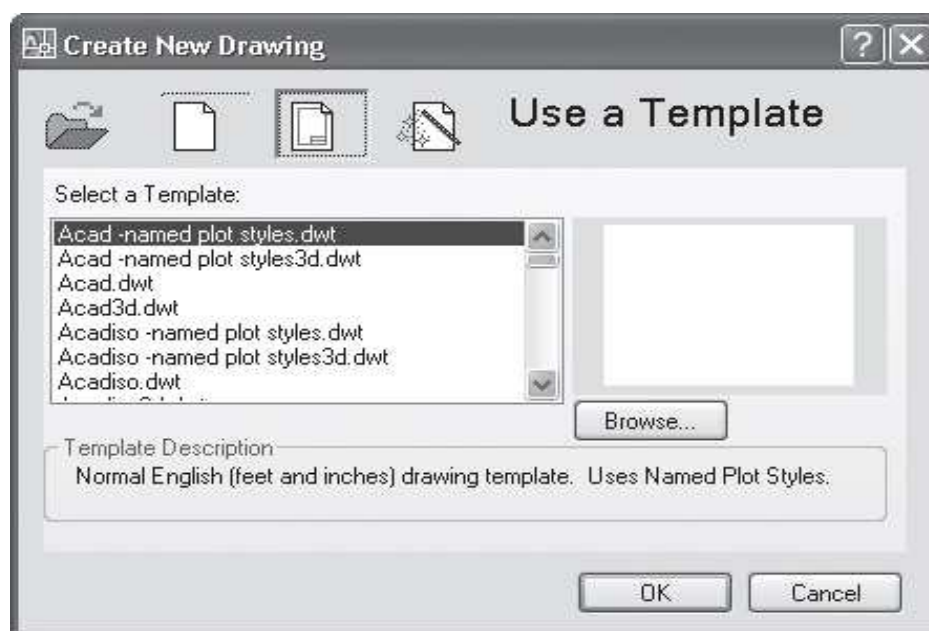 Create New Drawing
Use a Template
Select a Template:
Acad -named plot styles.dwt
Acad -named plot styles3d.dwt
Acad.dwt
Acad3d.dwt
Acadiso -named plot styles.dwt
Acadiso -named plot styles3d.dwt
Acadiso.dwt
Browse...
Template Description
Normal English (feet and inches) drawing template. Uses Named Plot Styles.
OK
Cancel